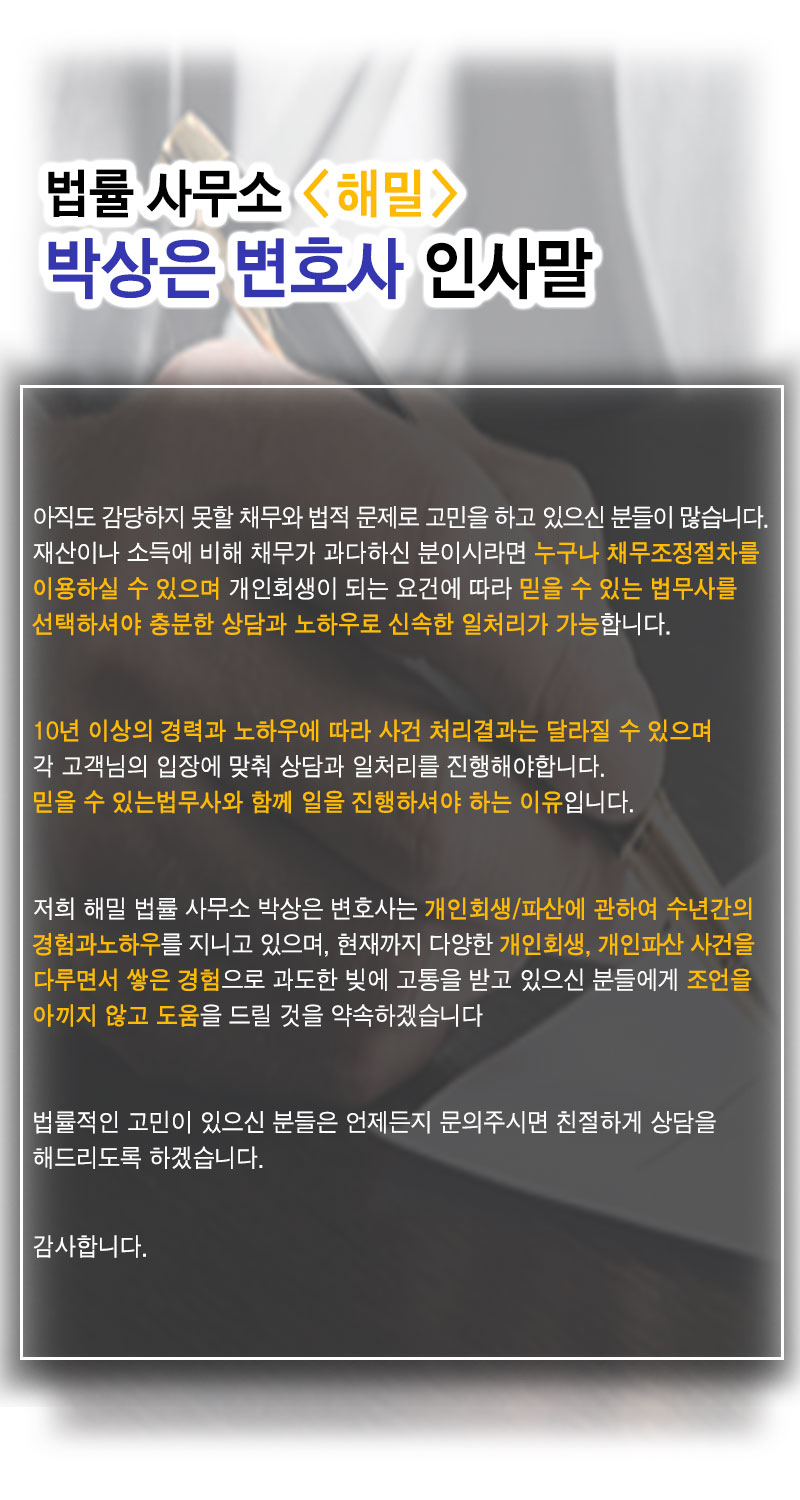 법률 사무소 <해밀>
박상은 변호사 인사말
아직도 감당하지 못할 채무와 법적 문제로 고민을 하고 있으신 분들이 많습니다.
재산이나 소득에 비해 채무가 과다하신 분이시라면 누구나 채무조정절차를
이용하실 수 있으며 개인회생이 되는 요건에 따라 믿을 수 있는 법무사를
선택하셔야 충분한 상담과 노하우로 신속한 일처리가 가능합니다.
10년 이상의 경력과 노하우에 따라 사건 처리결과는 달라질 수 있으며
각 고객님의 입장에 맞춰 상담과 일처리를 진행해야합니다.
믿을 수 있는법무사와 함께 일을 진행하셔야 하는 이유입니다.
저희 해밀 법률 사무소 박상은 변호사는 개인회생/파산에 관하여 수년간의
경험과노하우를 지니고 있으며, 현재까지 다양한 개인회생, 개인파산 사건을
다루면서 쌓은 경험으로 과도한 빚에 고통을 받고 있으신 분들에게 조언을
아끼지 않고 도움을 드릴 것을 약속하겠습니다
법률적인 고민이 있으신 분들은 언제든지 문의주시면 친절하게 상담을
해드리도록 하겠습니다.
감사합니다.